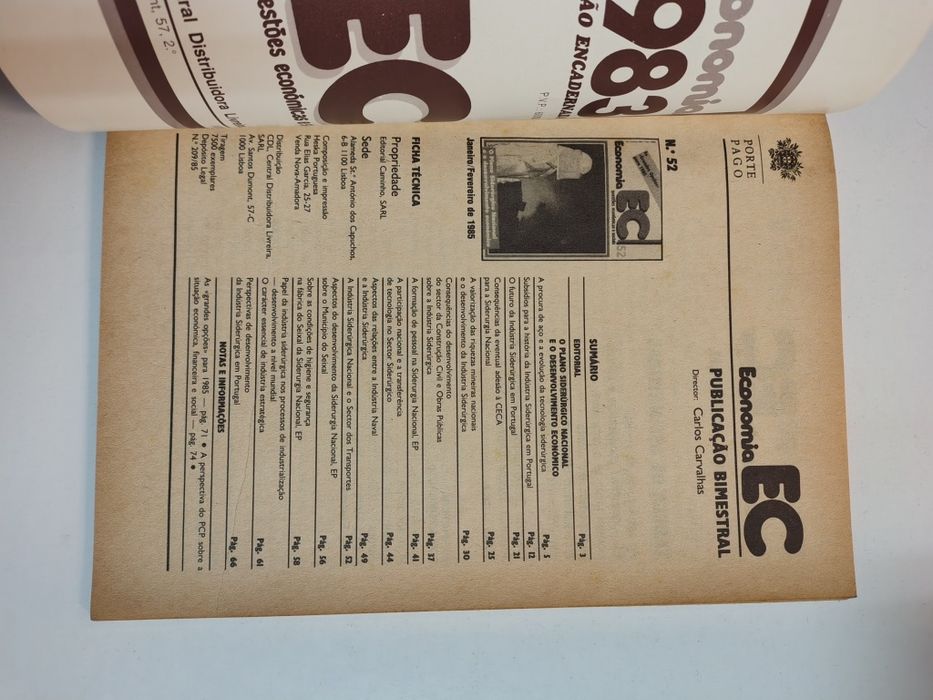 Economia EC
PUBLICAÇÃO BIMESTRAL
Director: Carlos Carvalhas
PORTE
PAGO
N.º 52
Economia EC
52
Janeiro/Fevereiro de 1985
FICHA TÉCNICA
Propriedade
Editorial Caminho, SARL
Sede
Alameda St.º António dos Capuchos,
6-B 1100 Lisboa
Composição e impressão
Heska Portuguesa
Rua Elias Garcia, 25-27
Venda Nova-Amadora
Distribuição
CDL, Central Distribuidora Livreira,
SARL
Av. Santos Dumont, 57-C
1000 Lisboa
Tiragem
7500 exemplares
Depósito Legal
N.º 209/85
SUMÁRIO
EDITORIAL Pág. 3
O PLANO SIDERÚRGICO NACIONAL
E O DESENVOLVIMENTO ECONÓMICO
A procura de aço e a evolução da tecnologia siderúrgica Pág. 5
Subsídios para a história da Indústria Siderúrgica em Portugal Pág. 12
O futuro da Indústria Siderúrgica em Portugal Pág. 21
Consequências da eventual adesão à CECA
para a Siderurgia Nacional Pág. 25
A valorização das riquezas minerais nacionais
e o desenvolvimento da Indústria Siderúrgica Pág. 30
Consequências do desenvolvimento
do sector da Construção Civil e Obras Públicas
sobre a Indústria Siderúrgica Pág. 37
A formação de pessoal na Siderurgia Nacional, EP Pág. 41
A participação nacional e a transferência
de tecnologia no Sector Siderúrgico Pág. 44
Aspectos das relações entre a Indústria Naval
e a Indústria Siderúrgica Pág. 49
A Indústria Siderúrgica Nacional e o Sector dos Transportes Pág. 52
Aspectos do desenvolvimento da Siderurgia Nacional, EP
sobre o Município do Seixal Pág. 56
Sobre as condições de higiene e segurança
na fábrica do Seixal da Siderurgia Nacional, EP Pág. 58
Papel da indústria siderúrgica nos processos de industrialização
— desenvolvimento a nível mundial
O carácter essencial de indústria estratégica Pág. 61
Perspectivas de desenvolvimento
da Indústria Siderúrgica em Portugal Pág. 66
NOTAS E INFORMAÇÕES
As «grandes opções» para 1985 — pág. 71 ● A perspectiva do PCP sobre a
situação económica, financeira e social — pág. 74 ●
Economia
983
ÃO ENCADERNA
P.V.P.
EC
estões económicas
ral Distribuidora
nt, 57, 2.º